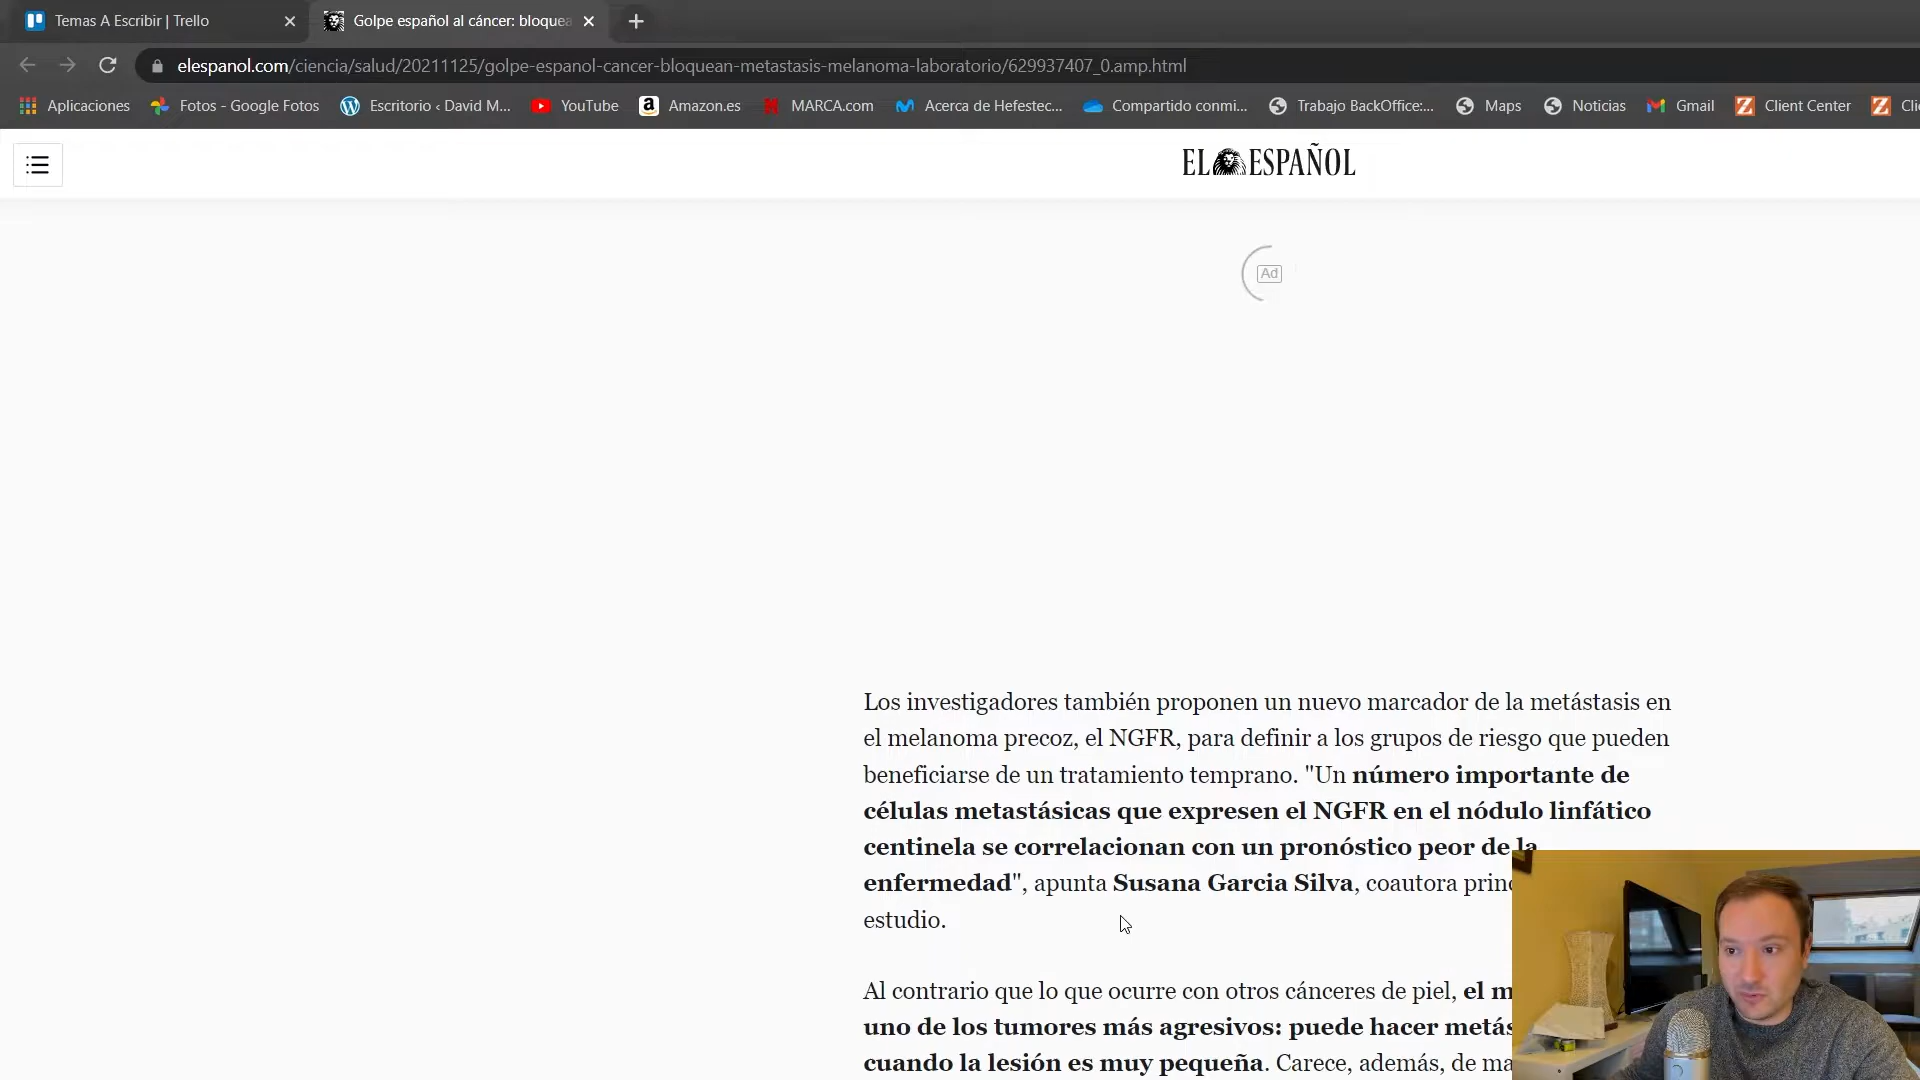 Temas A Escribir | Trello
Golpe español al cáncer: bloquea
elespanol.com/ciencia/salud/20211125/golpe-espanol-cancer-bloquean-metastasis-melanoma-laboratorio/629937407_0.amp.html
Aplicaciones
Fotos - Google Fotos
Escritorio ‹ David M...
YouTube
Amazon.es
MARCA.com
Acerca de Hefestec...
Compartido conmi...
Trabajo BackOffice:...
Maps
Noticias
Gmail
Client Center
Cli
EL ESPAÑOL
Ad
Los investigadores también proponen un nuevo marcador de la metástasis en
el melanoma precoz, el NGFR, para definir a los grupos de riesgo que pueden
beneficiarse de un tratamiento temprano. "Un número importante de
células metastásicas que expresen el NGFR en el nódulo linfático
centinela se correlacionan con un pronóstico peor de la
enfermedad", apunta Susana Garcia Silva, coautora princ
estudio.
Al contrario que lo que ocurre con otros cánceres de piel, el m
uno de los tumores más agresivos: puede hacer metás
cuando la lesión es muy pequeña. Carece, además, de ma